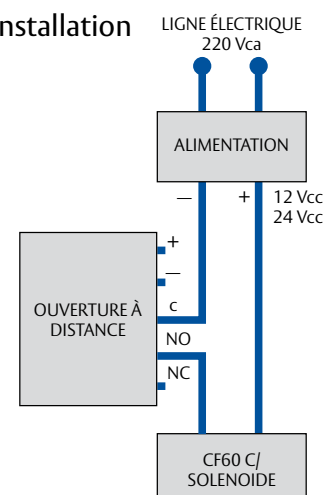 nstallation
LIGNE ÉLECTRIQUE
220 Vca
ALIMENTATION
— + 12 Vcc
24 Vcc
+
—
c
OUVERTURE À
DISTANCE
NO
NC
CF60 C/
SOLENOIDE